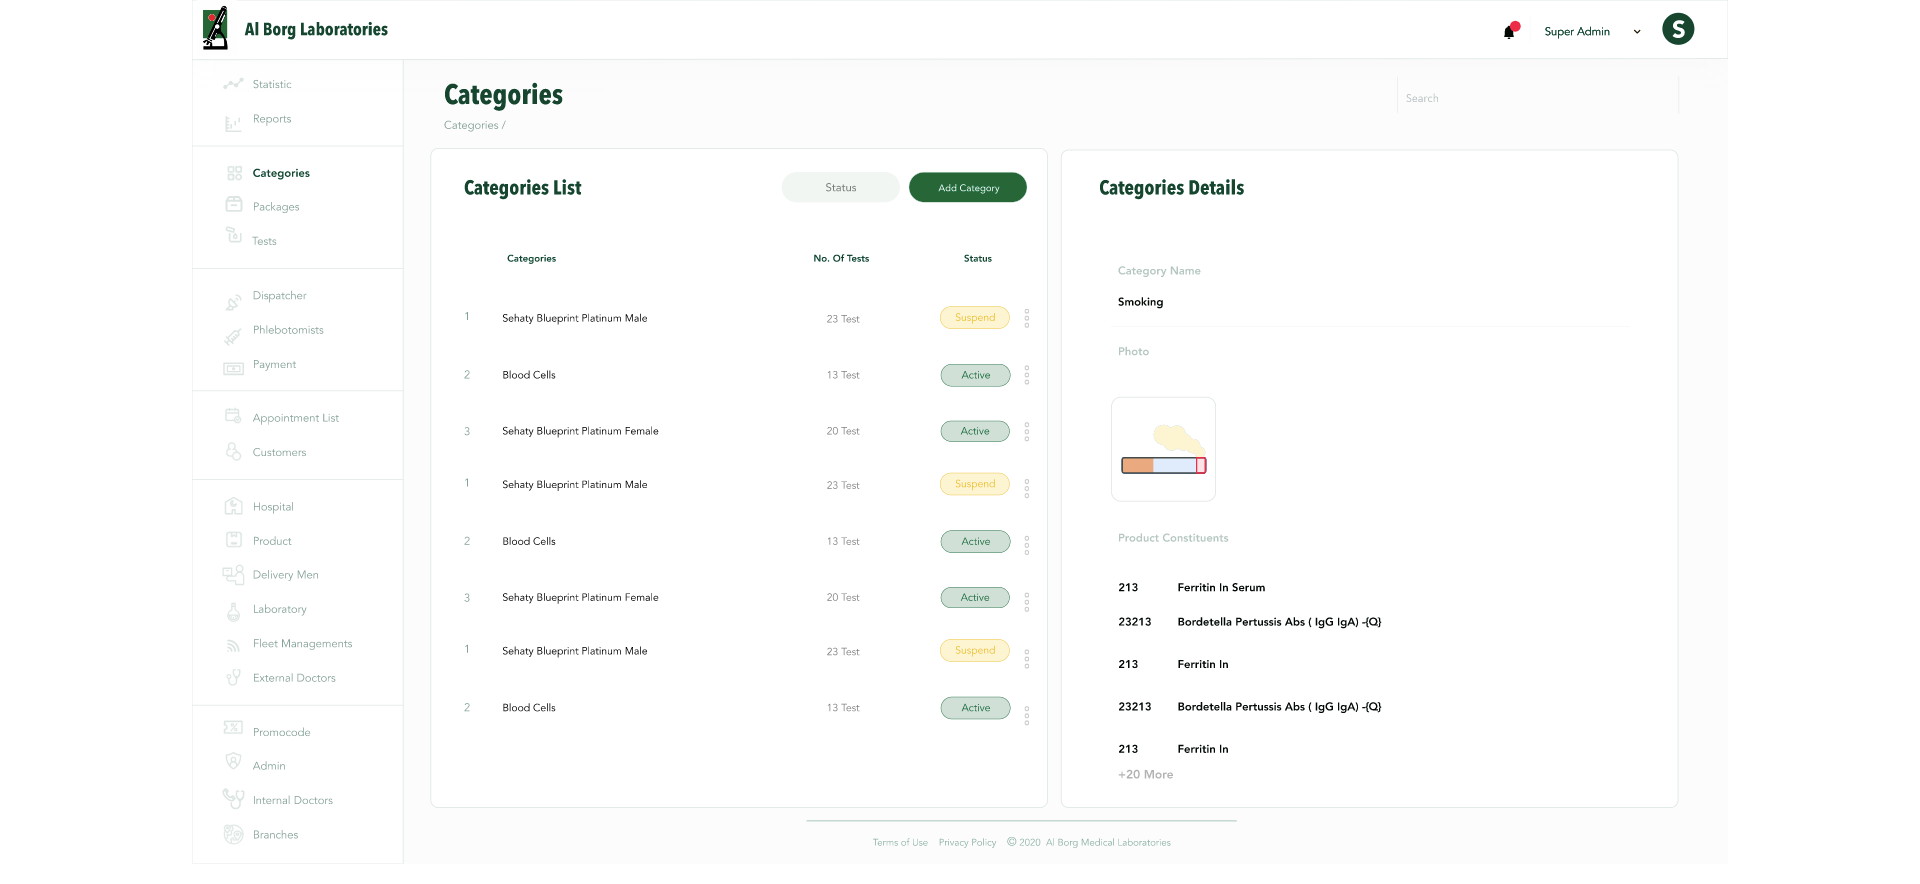 Al Borg Laboratories
Super Admin
S
Statistic
Reports
Categories
Packages
Tests
Dispatcher
Phlebotomists
Payment
Appointment List
Customers
Hospital
Product
Delivery Men
Laboratory
Fleet Managements
External Doctors
Promocode
Admin
Internal Doctors
Branches
Categories
Search
Categories /
Categories List
Status
Add Category
Categories No. Of Tests Status
1 Sehaty Blueprint Platinum Male 23 Test Suspend
2 Blood Cells 13 Test Active
3 Sehaty Blueprint Platinum Female 20 Test Active
1 Sehaty Blueprint Platinum Male 23 Test Suspend
2 Blood Cells 13 Test Active
3 Sehaty Blueprint Platinum Female 20 Test Active
1 Sehaty Blueprint Platinum Male 23 Test Suspend
2 Blood Cells 13 Test Active
Categories Details
Category Name
Smoking
Photo
Product Constituents
213 Ferritin In Serum
23213 Bordetella Pertussis Abs ( IgG IgA) -{Q}
213 Ferritin In
23213 Bordetella Pertussis Abs ( IgG IgA) -{Q}
213 Ferritin In
+20 More
Terms of Use Privacy Policy © 2020 Al Borg Medical Laboratories